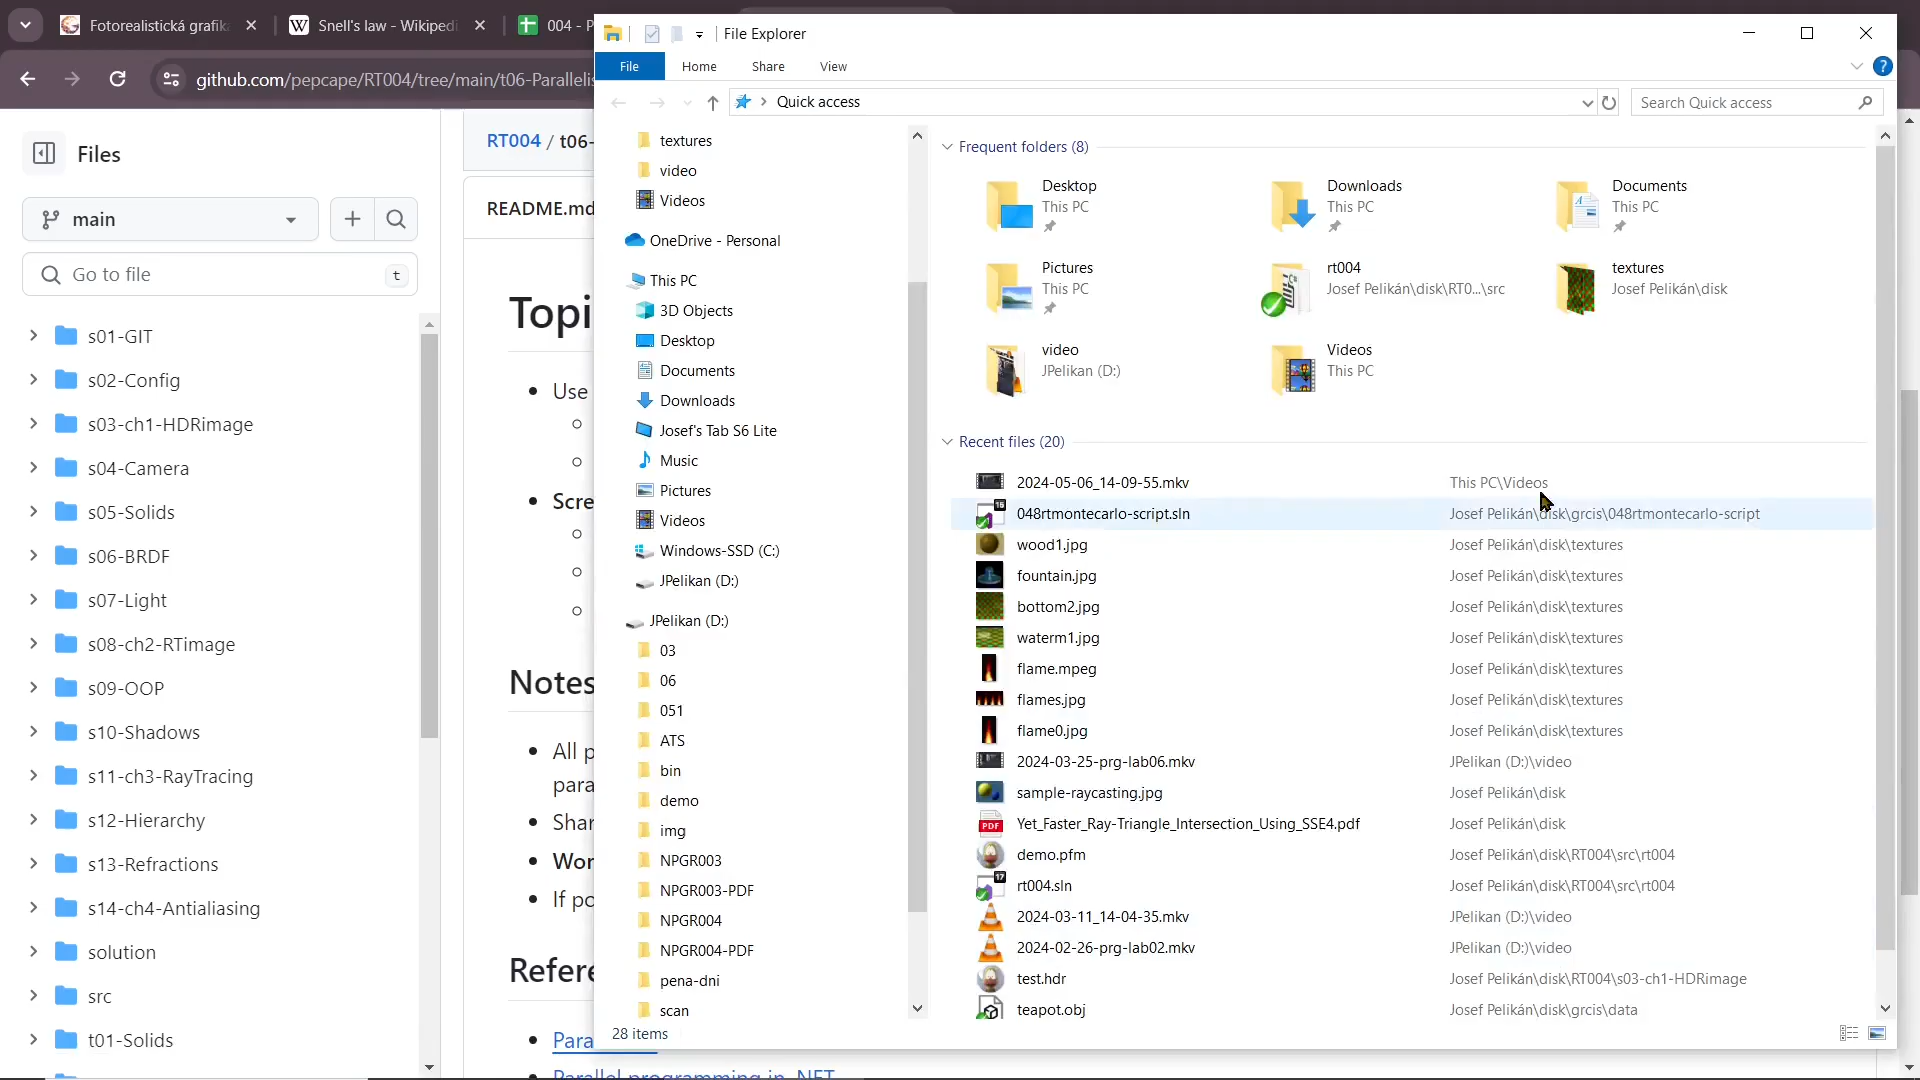 Fotorealistická grafik
Snell's law - Wikipedi
004 - P
github.com/pepcape/RT004/tree/main/t06-Paralleli
Files
main
Go to file
t
s01-GIT
s02-Config
s03-ch1-HDRimage
s04-Camera
s05-Solids
s06-BRDF
s07-Light
s08-ch2-RTimage
s09-OOP
s10-Shadows
s11-ch3-RayTracing
s12-Hierarchy
s13-Refractions
s14-ch4-Antialiasing
solution
src
t01-Solids
RT004 / t06-
README.md
Topi
Use
Scre
Notes
All p
para
Shar
Wor
If po
Refere
Para
Parallel programming in .NET
File Explorer
File
Home
Share
View
Quick access
Search Quick access
textures
video
Videos
OneDrive - Personal
This PC
3D Objects
Desktop
Documents
Downloads
Josef's Tab S6 Lite
Music
Pictures
Videos
Windows-SSD (C:)
JPelikan (D:)
JPelikan (D:)
03
06
051
ATS
bin
demo
img
NPGR003
NPGR003-PDF
NPGR004
NPGR004-PDF
pena-dni
scan
28 items
Frequent folders (8)
Desktop
This PC
Downloads
This PC
Documents
This PC
Pictures
This PC
rt004
Josef Pelikán\disk\RT0...\src
textures
Josef Pelikán\disk
video
JPelikan (D:)
Videos
This PC
Recent files (20)
2024-05-06_14-09-55.mkv This PC\Videos
048rtmontecarlo-script.sln Josef Pelikán\disk\grcis\048rtmontecarlo-script
wood1.jpg Josef Pelikán\disk\textures
fountain.jpg Josef Pelikán\disk\textures
bottom2.jpg Josef Pelikán\disk\textures
waterm1.jpg Josef Pelikán\disk\textures
flame.mpeg Josef Pelikán\disk\textures
flames.jpg Josef Pelikán\disk\textures
flame0.jpg Josef Pelikán\disk\textures
2024-03-25-prg-lab06.mkv JPelikan (D:)\video
sample-raycasting.jpg Josef Pelikán\disk
Yet_Faster_Ray-Triangle_Intersection_Using_SSE4.pdf Josef Pelikán\disk
demo.pfm Josef Pelikán\disk\RT004\src\rt004
rt004.sln Josef Pelikán\disk\RT004\src\rt004
2024-03-11_14-04-35.mkv JPelikan (D:)\video
2024-02-26-prg-lab02.mkv JPelikan (D:)\video
test.hdr Josef Pelikán\disk\RT004\s03-ch1-HDRimage
teapot.obj Josef Pelikán\disk\grcis\data